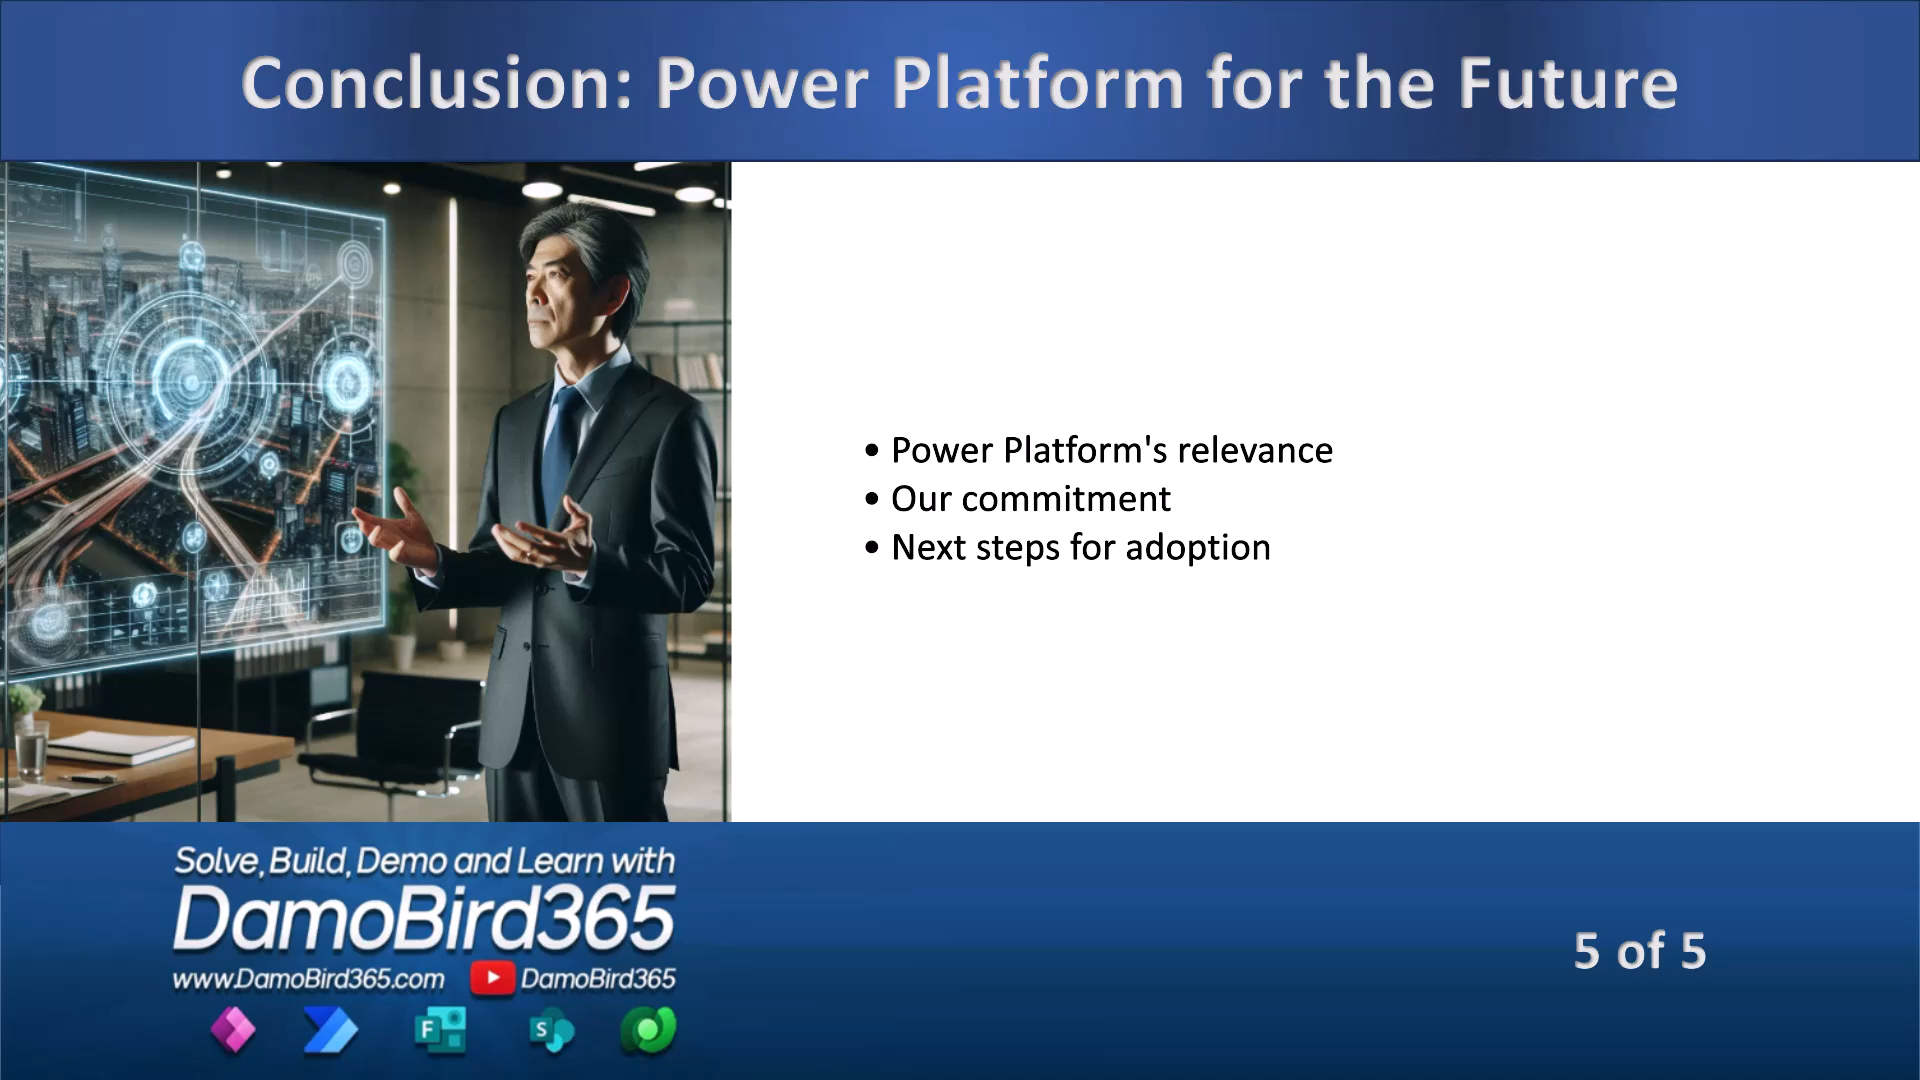 Conclusion: Power Platform for the Future
• Power Platform's relevance
• Our commitment
• Next steps for adoption
Solve, Build, Demo and Learn with
DamoBird365
www.DamoBird365.com DamoBird365
F S
5 of 5